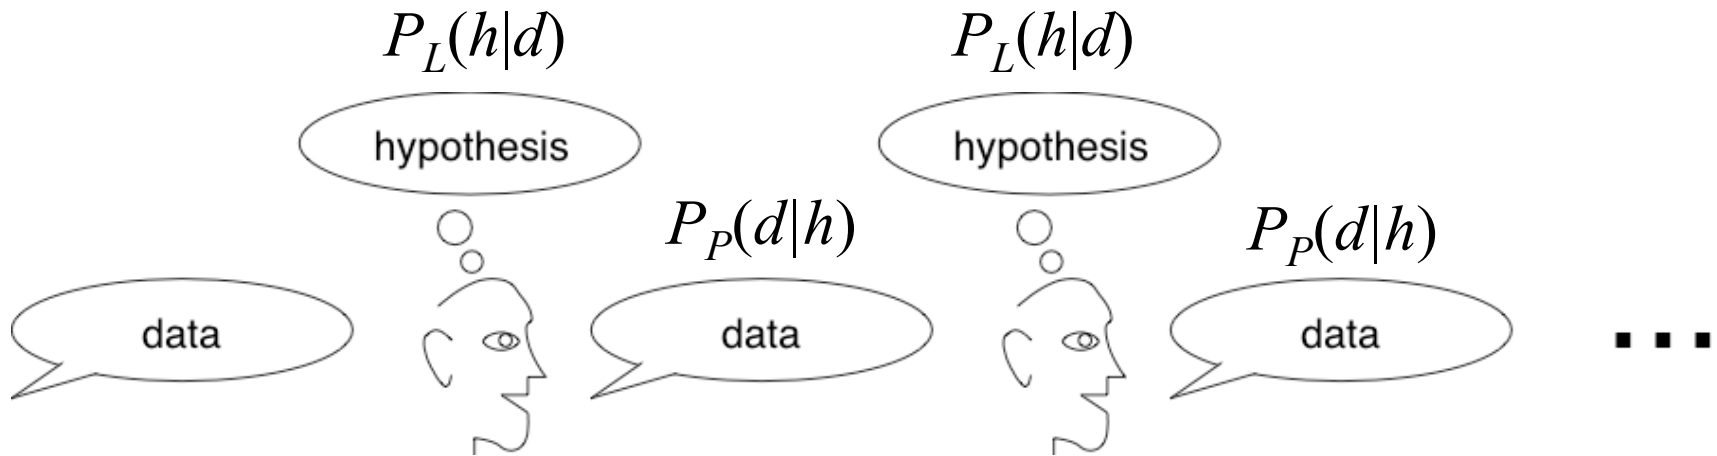 P_L(h|d)
P_L(h|d)
hypothesis
hypothesis
P_P(d|h)
P_P(d|h)
data
data
data
...